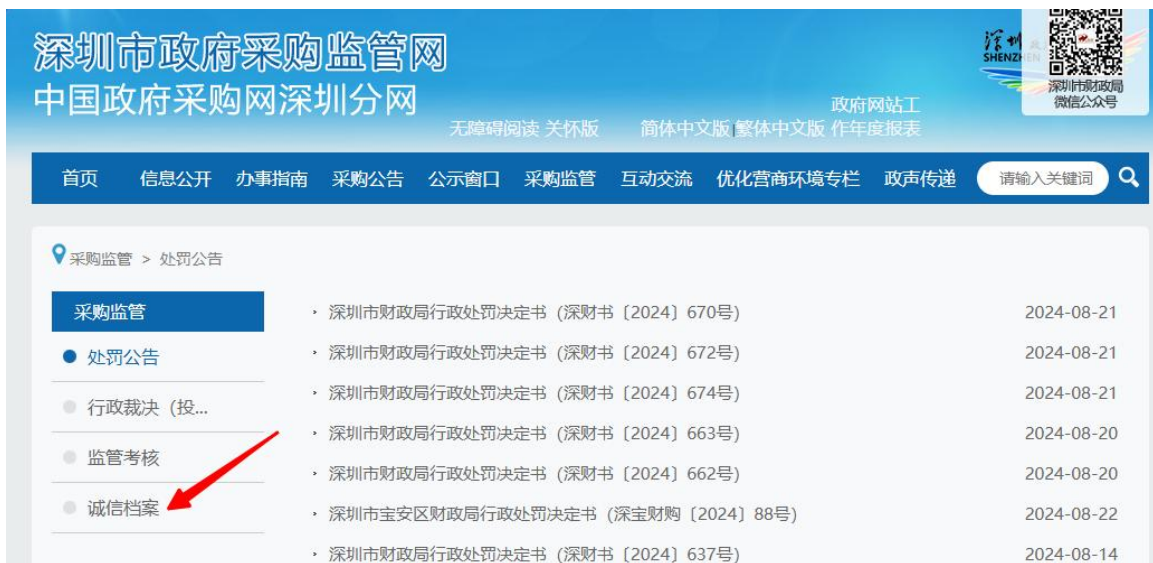 深圳市政府采购监管网
中国政府采购网深圳分网
SHENZHEN
深圳市财政局
微信公众号
政府网站工
无障碍阅读 关怀版 简体中文版|繁体中文版 作年度报表
首页 信息公开 办事指南 采购公告 公示窗口 采购监管 互动交流 优化营商环境专栏 政声传递 请输入关键词
采购监管 > 处罚公告
采购监管
处罚公告
行政裁决（投...
监管考核
诚信档案
深圳市财政局行政处罚决定书（深财书〔2024〕670号） 2024-08-21
深圳市财政局行政处罚决定书（深财书〔2024〕672号） 2024-08-21
深圳市财政局行政处罚决定书（深财书〔2024〕674号） 2024-08-21
深圳市财政局行政处罚决定书（深财书〔2024〕663号） 2024-08-20
深圳市财政局行政处罚决定书（深财书〔2024〕662号） 2024-08-20
深圳市宝安区财政局行政处罚决定书（深宝财购〔2024〕88号） 2024-08-22
深圳市财政局行政处罚决定书（深财书〔2024〕637号） 2024-08-14